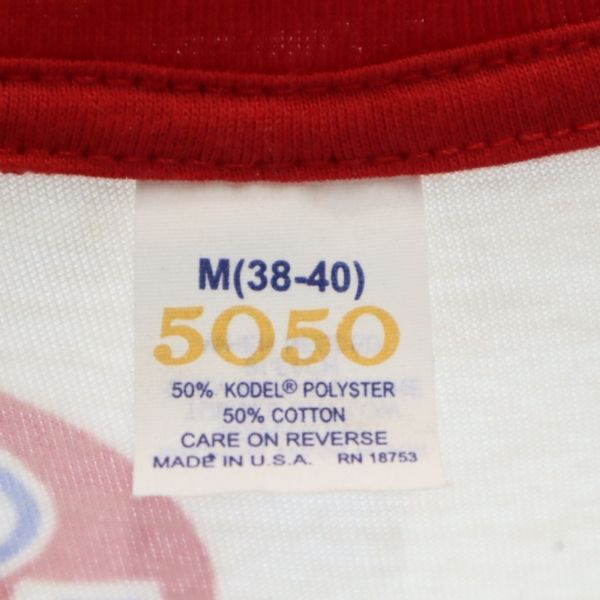 M(38-40)
5050
50% KODEL® POLYSTER
50% COTTON
CARE ON REVERSE
MADE IN U.S.A. RN 18753